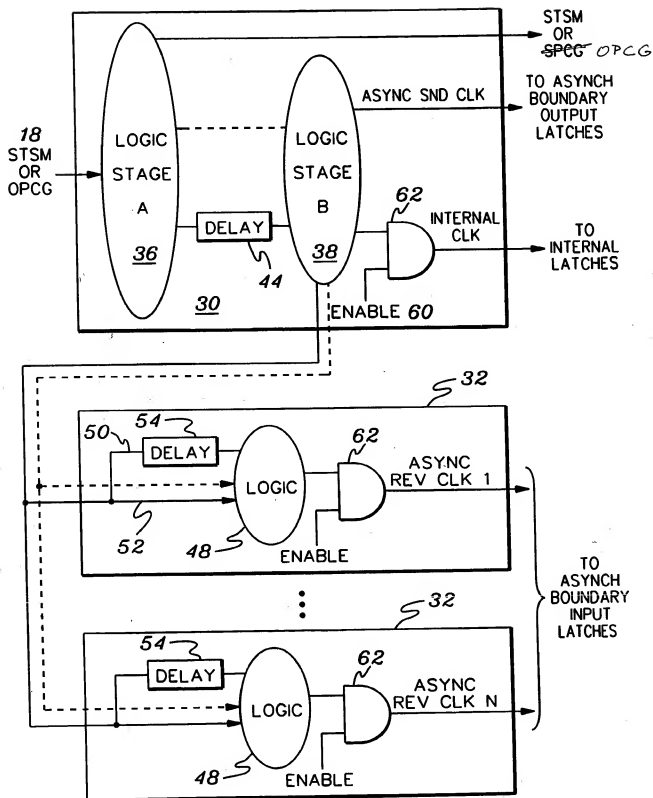 STSM
OR
SPCG OPCG
ASYNC SND CLK
TO ASYNCH
BOUNDARY
OUTPUT
LATCHES
18
STSM
OR
OPCG
LOGIC
STAGE
A
36
LOGIC
STAGE
B
38
DELAY
44
62
INTERNAL
CLK
TO
INTERNAL
LATCHES
30
ENABLE 60
32
50
54
DELAY
62
LOGIC
ASYNC
REV CLK 1
52
48
ENABLE
TO
ASYNCH
BOUNDARY
INPUT
LATCHES
32
54
DELAY
62
LOGIC
ASYNC
REV CLK N
48
ENABLE